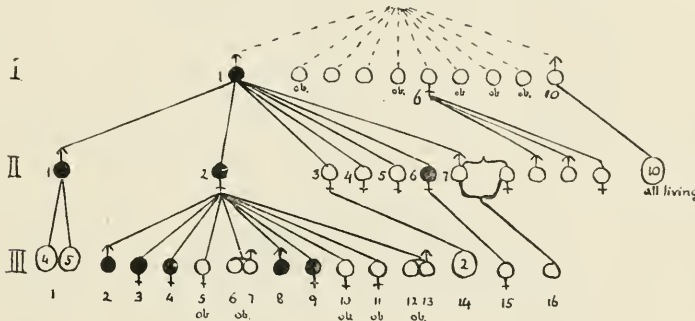 I 1 6 10
ob. ob. ob ob ob
II 1 2 3 4 5 6 7 10
all living
III 4 5 2
1 2 3 4 5 6 7 8 9 10 11 12 13 14 15 16
ob ob. ob ob ob.